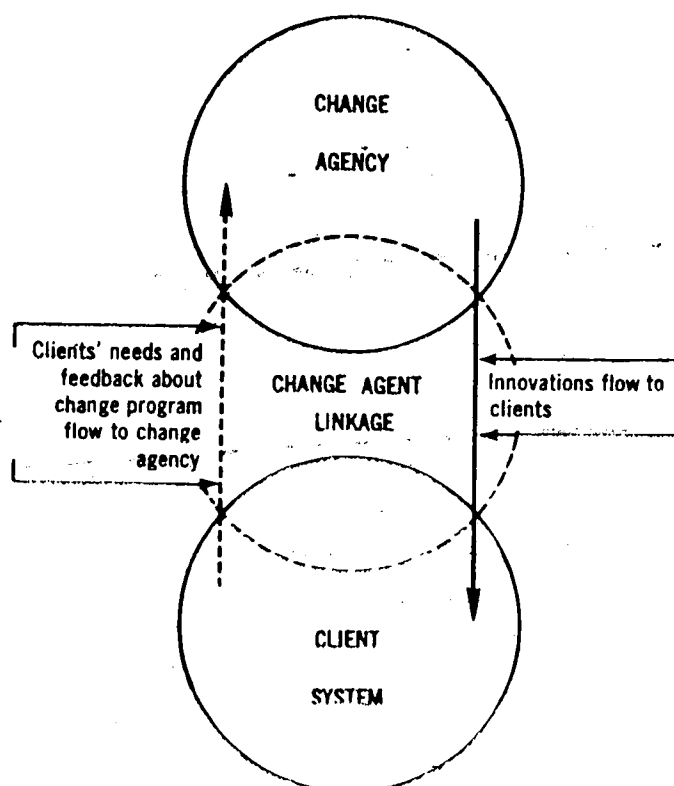 CHANGE
AGENCY
Clients' needs and
feedback about
change program
flow to change
agency
CHANGE AGENT
LINKAGE
Innovations flow to
clients
CLIENT
SYSTEM